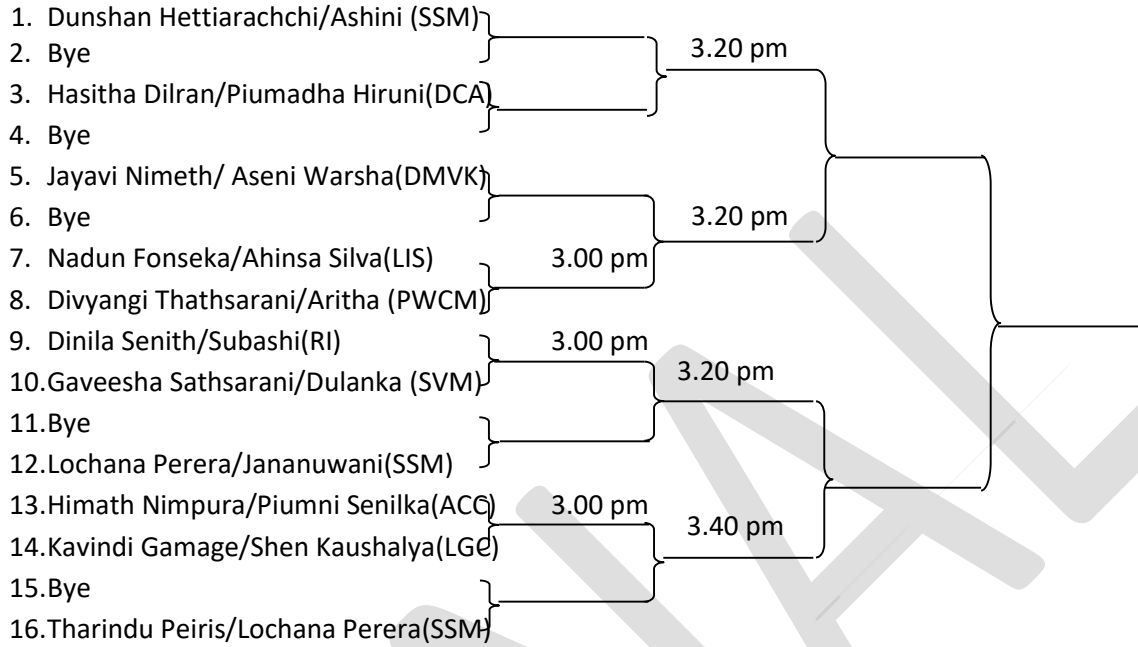 1. Dunshan Hettiarachchi/Ashini (SSM)
2. Bye
3.20 pm
3. Hasitha Dilran/Piumadha Hiruni(DCA)
4. Bye
5. Jayavi Nimeth/ Aseni Warsha(DMVK)
6. Bye
3.20 pm
7. Nadun Fonseka/Ahinsa Silva(LIS) 3.00 pm
8. Divyangi Thathsarani/Aritha (PWCM)
9. Dinila Senith/Subashi(RI) 3.00 pm
10.Gaveesha Sathsarani/Dulanka (SVM)
3.20 pm
11.Bye
12.Lochana Perera/Jananuwani(SSM)
13.Himath Nimpura/Piumni Senilka(ACC) 3.00 pm
3.40 pm
14.Kavindi Gamage/Shen Kaushalya(LGC)
15.Bye
16.Tharindu Peiris/Lochana Perera(SSM)